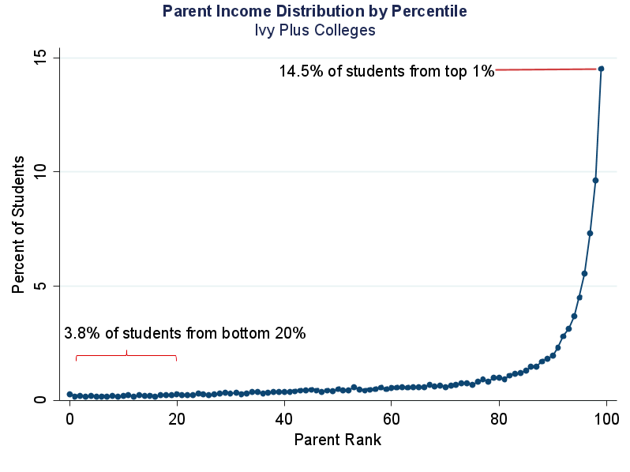 Parent Income Distribution by Percentile
Ivy Plus Colleges
15
14.5% of students from top 1%
10
Percent of Students
5
3.8% of students from bottom 20%
0
0 20 40 60 80 100
Parent Rank